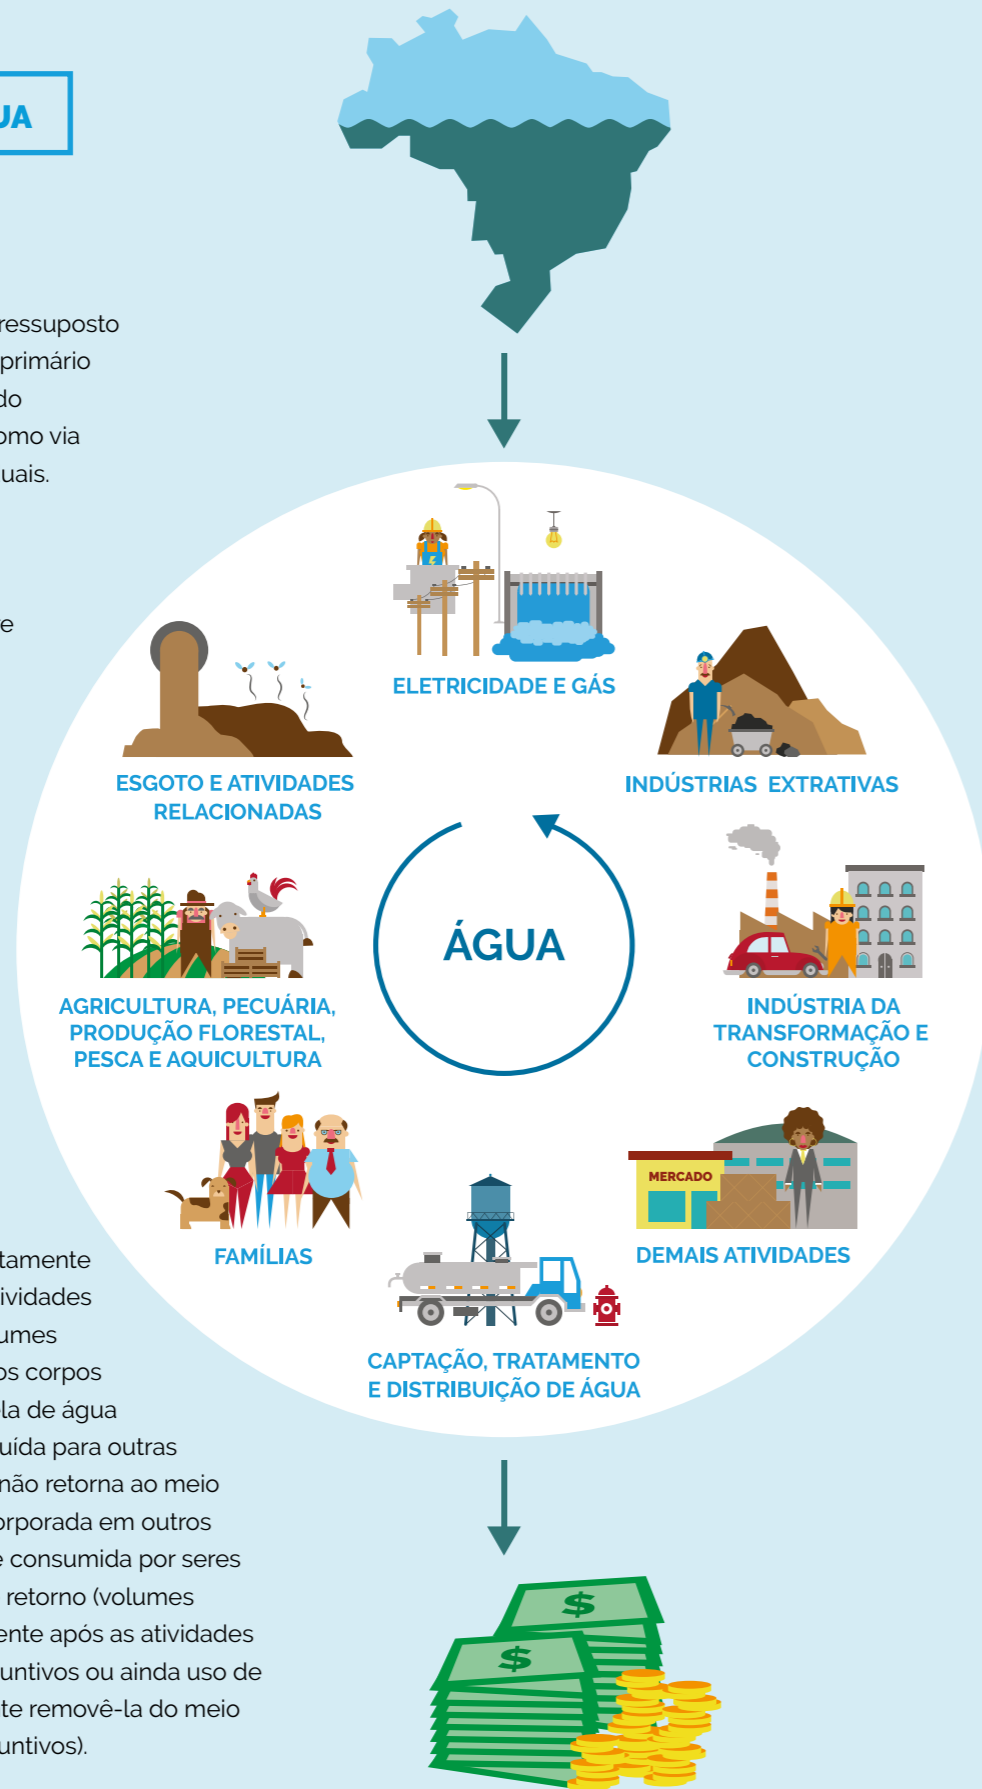 UA
ressuposto
primário
do
omo via
uais.
e
ELETRICIDADE E GÁS
ESGOTO E ATIVIDADES
RELACIONADAS
INDÚSTRIAS EXTRATIVAS
ÁGUA
AGRICULTURA, PECUÁRIA,
PRODUÇÃO FLORESTAL,
PESCA E AQUICULTURA
INDÚSTRIA DA
TRANSFORMAÇÃO E
CONSTRUÇÃO
MERCADO
FAMÍLIAS
DEMAIS ATIVIDADES
CAPTAÇÃO, TRATAMENTO
E DISTRIBUIÇÃO DE ÁGUA
tamente
ividades
umes
os corpos
la de água
uída para outras
não retorna ao meio
orporada em outros
e consumida por seres
retorno (volumes
ente após as atividades
untivos ou ainda uso de
te removê-la do meio
untivos).
$
$